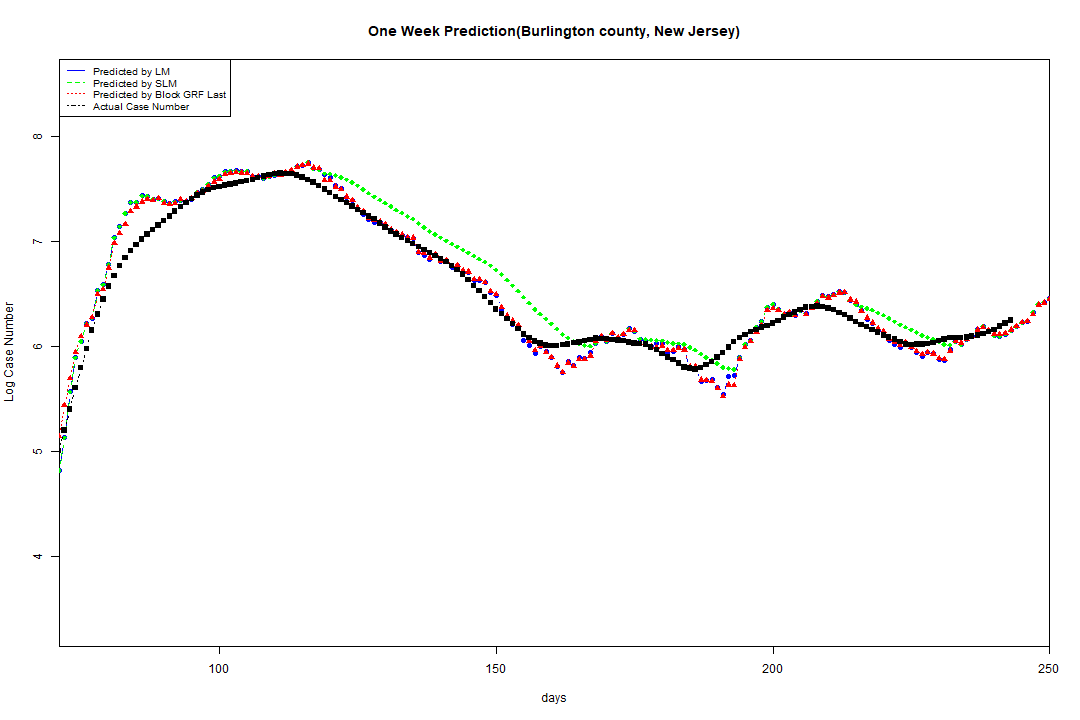 One Week Prediction(Burlington county, New Jersey)
Predicted by LM
Predicted by SLM
Predicted by Block GRF Last
Actual Case Number
8
7
6
5
4
Log Case Number
100
150
200
250
days